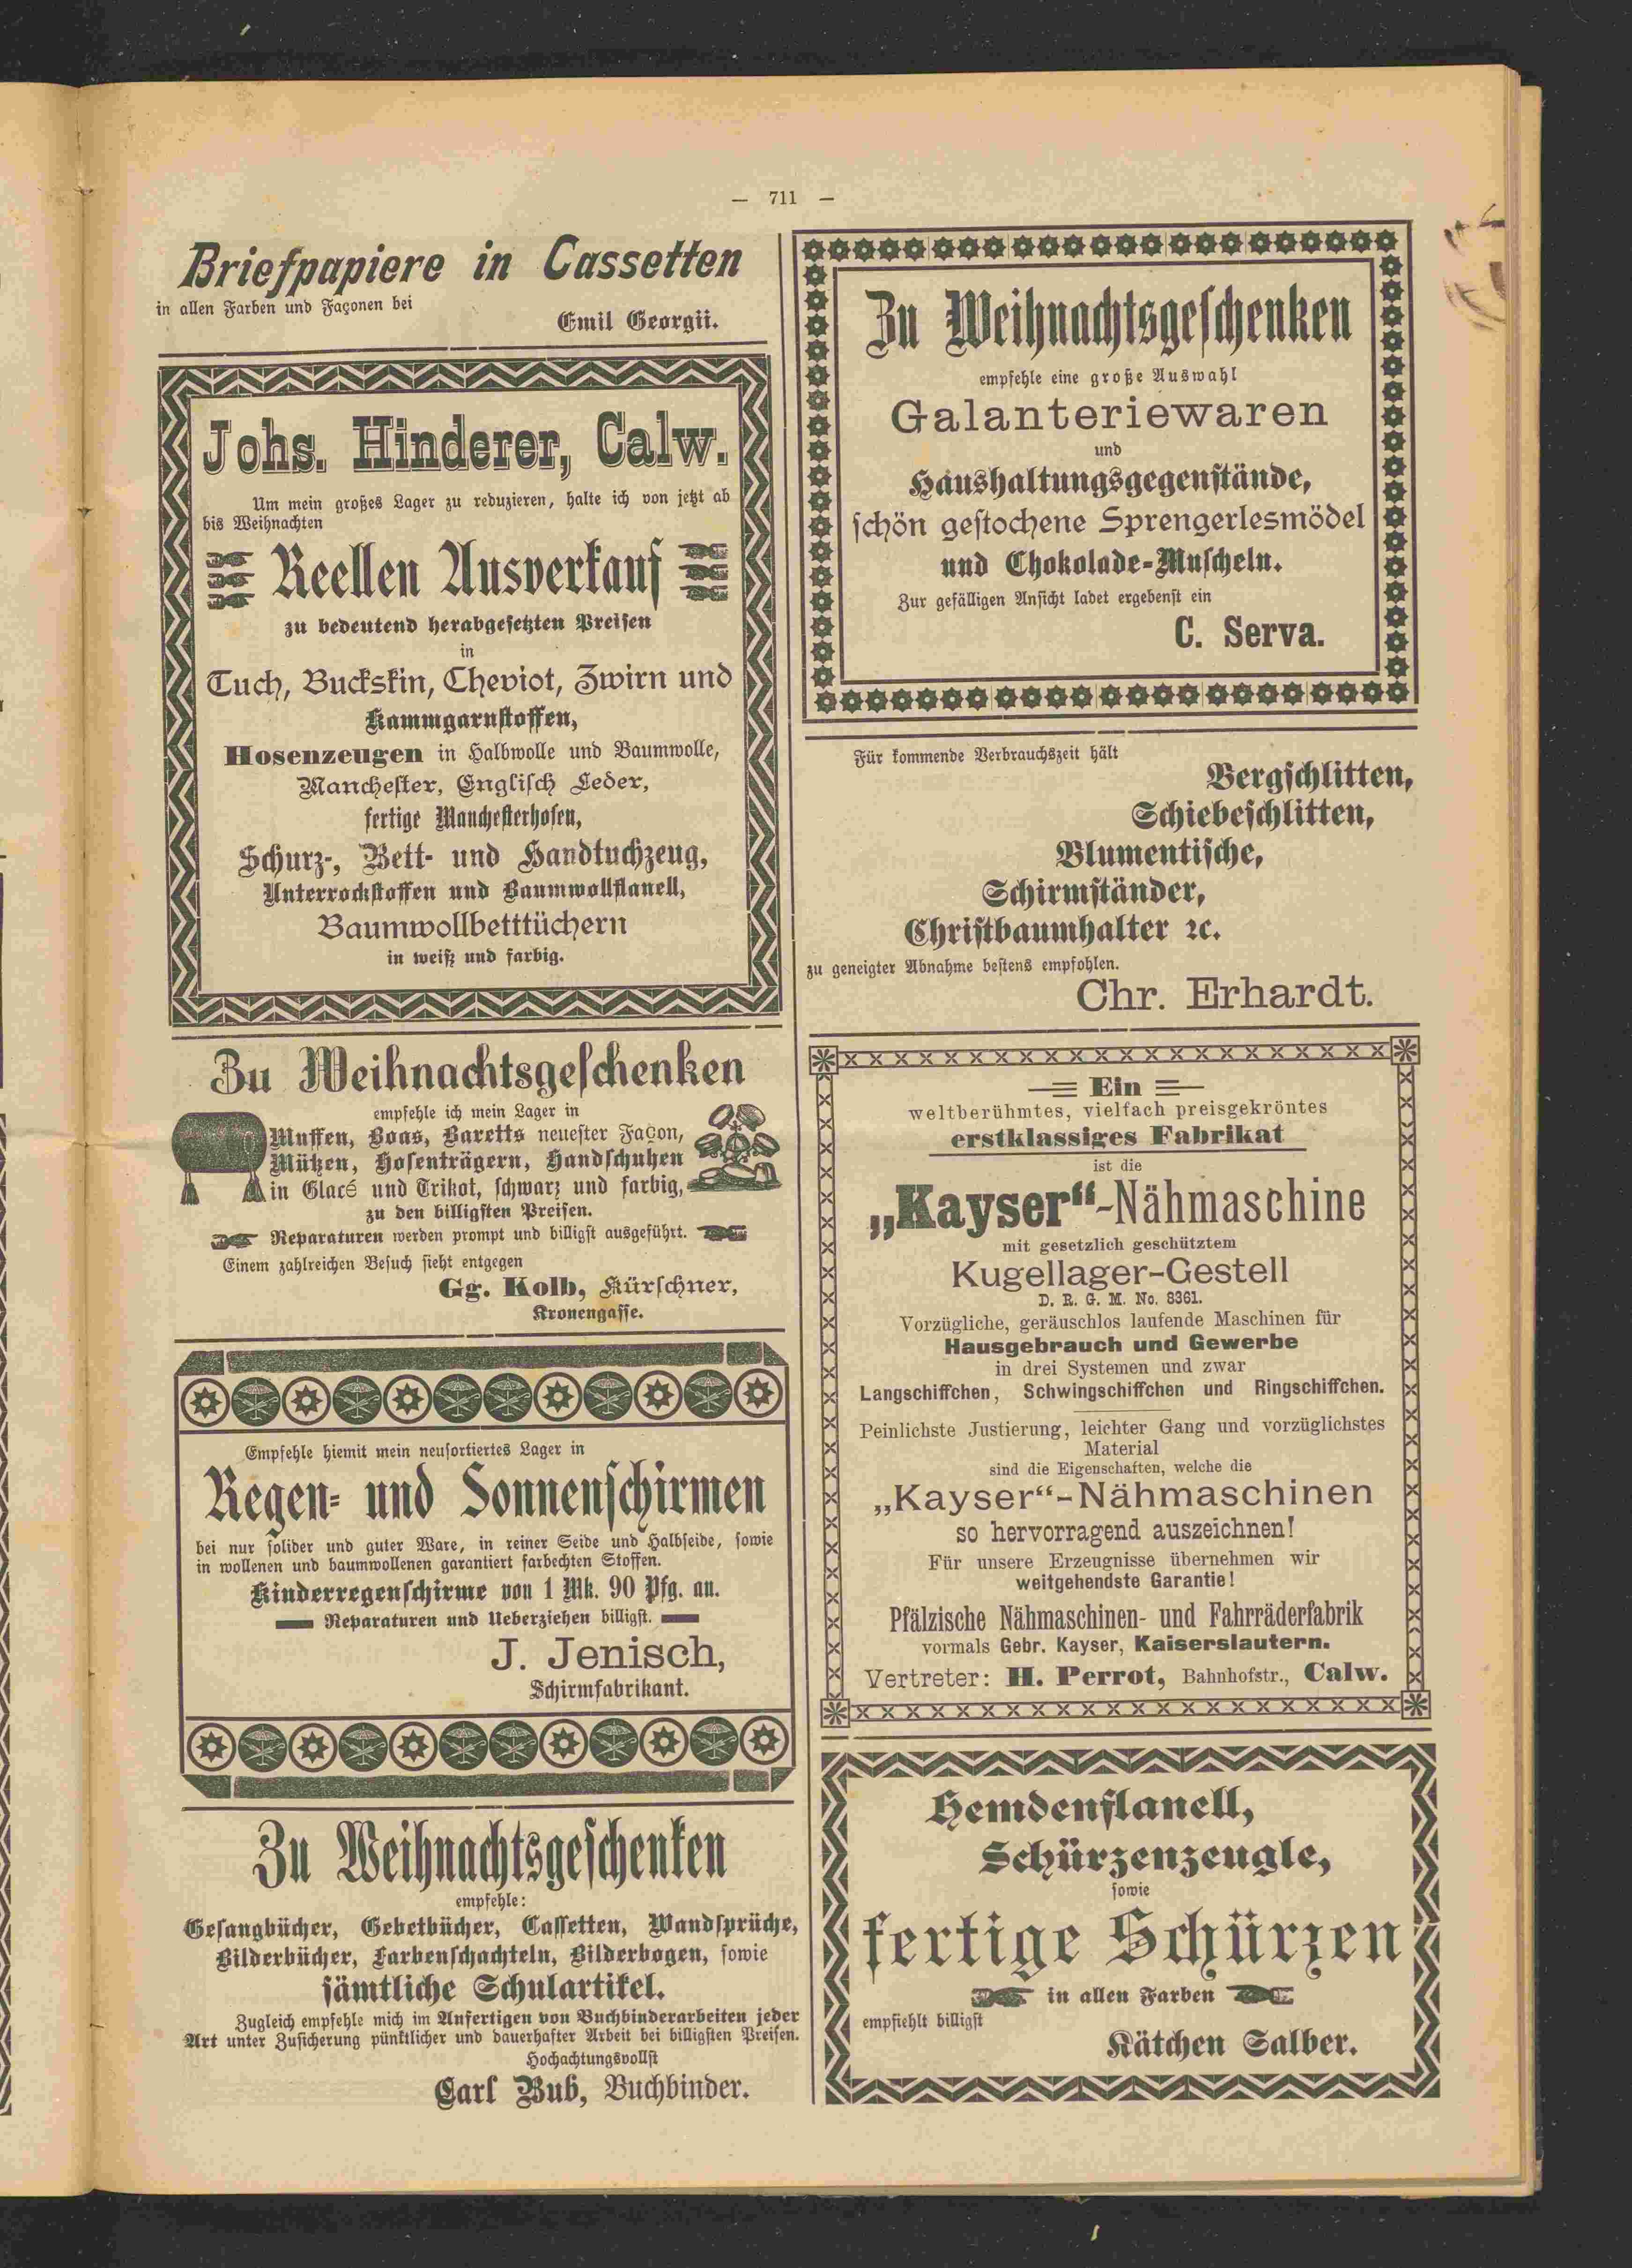 — 711 —
Briefpapiere in Cassetten
in allen Farben und Façonen bei
Emil Georgii.
Johs. Hinderer, Calw.
Um mein großes Lager zu reduzieren, halte ich von jetzt ab
bis Weihnachten
Reellen Ausverkauf
zu bedeutend herabgesetzten Preisen
in
Tuch, Buckskin, Cheviot, Zwirn und
Kammgarnstoffen,
Hosenzeugen in Halbwolle und Baumwolle,
Manchester, Englisch Leder,
fertige Manchesterhosen,
Schurz-, Bett- und Handtuchzeug,
Unterrockstoffen und Baumwollflanell,
Baumwollbetttüchern
in weiß und farbig.
Zu Weihnachtsgeschenken
empfehle ich mein Lager in
Muffen, Boas, Baretts neuester Façon,
Mützen, Hosenträgern, Handschuhen
in Glacé und Trikot, schwarz und farbig,
zu den billigsten Preisen.
Reparaturen werden prompt und billigst ausgeführt.
Einem zahlreichen Besuch sieht entgegen
Gg. Kolb, Kürschner,
Kronengasse.
Empfehle hiemit mein neusortiertes Lager in
Regen- und Sonnenschirmen
bei nur solider und guter Ware, in reiner Seide und Halbseide, sowie
in wollenen und baumwollenen garantiert farbechten Stoffen.
Kinderregenschirme von 1 Mk. 90 Pfg. an.
Reparaturen und Ueberziehen billigst.
J. Jenisch,
Schirmfabrikant.
Zu Weihnachtsgeschenken
empfehle:
Gesangbücher, Gebetbücher, Cassetten, Wandsprüche,
Bilderbücher, Farbenschachteln, Bilderbogen, sowie
sämtliche Schulartikel.
Zugleich empfehle mich im Anfertigen von Buchbinderarbeiten jeder
Art unter Zusicherung pünktlicher und dauerhafter Arbeit bei billigsten Preisen.
Hochachtungsvollst
Carl Bub, Buchbinder.
Zu Weihnachtsgeschenken
empfehle eine große Auswahl
Galanteriewaren
und
Haushaltungsgegenstände,
schön gestochene Sprengerlesmödel
und Chokolade-Muscheln.
Zur gefälligen Ansicht ladet ergebenst ein
C. Serva.
Für kommende Verbrauchszeit hält
Bergschlitten,
Schiebeschlitten,
Blumentische,
Schirmständer,
Christbaumhalter ꝛc.
zu geneigter Abnahme bestens empfohlen.
Chr. Erhardt.
Ein
weltberühmtes, vielfach preisgekröntes
erstklassiges Fabrikat
ist die
„Kayser“-Nähmaschine
mit gesetzlich geschütztem
Kugellager-Gestell
D. R. G. M. No. 8361.
Vorzügliche, geräuschlos laufende Maschinen für
Hausgebrauch und Gewerbe
in drei Systemen und zwar
Langschiffchen, Schwingschiffchen und Ringschiffchen.
Peinlichste Justierung, leichter Gang und vorzüglichstes
Material
sind die Eigenschaften, welche die
„Kayser“-Nähmaschinen
so hervorragend auszeichnen!
Für unsere Erzeugnisse übernehmen wir
weitgehendste Garantie!
Pfälzische Nähmaschinen- und Fahrräderfabrik
vormals Gebr. Kayser, Kaiserslautern.
Vertreter: H. Perrot, Bahnhofstr., Calw.
Hemdenflanell,
Schürzenzeugle,
sowie
fertige Schürzen
in allen Farben
empfiehlt billigst
Kätchen Salber.